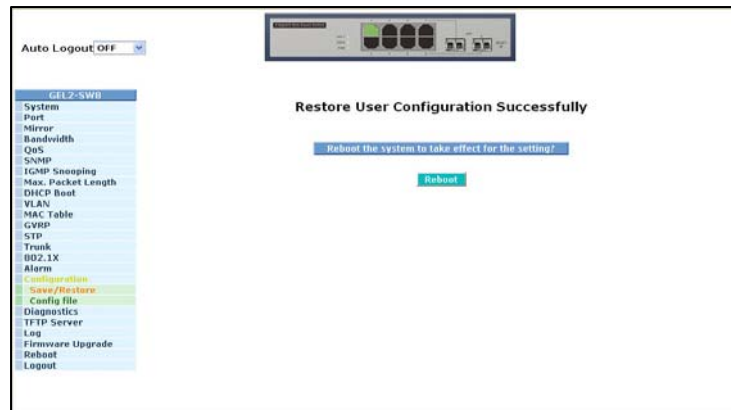 Auto Logout OFF
GEL2-SW8
System
Port
Mirror
Bandwidth
QoS
SNMP
IGMP Snooping
Max. Packet Length
DHCP Boot
VLAN
MAC Table
GVRP
STP
Trunk
802.1X
Alarm
Configuration
Save/Restore
Config file
Diagnostics
TFTP Server
Log
Firmware Upgrade
Reboot
Logout
Restore User Configuration Successfully
Reboot the system to take effect for the setting?
Reboot